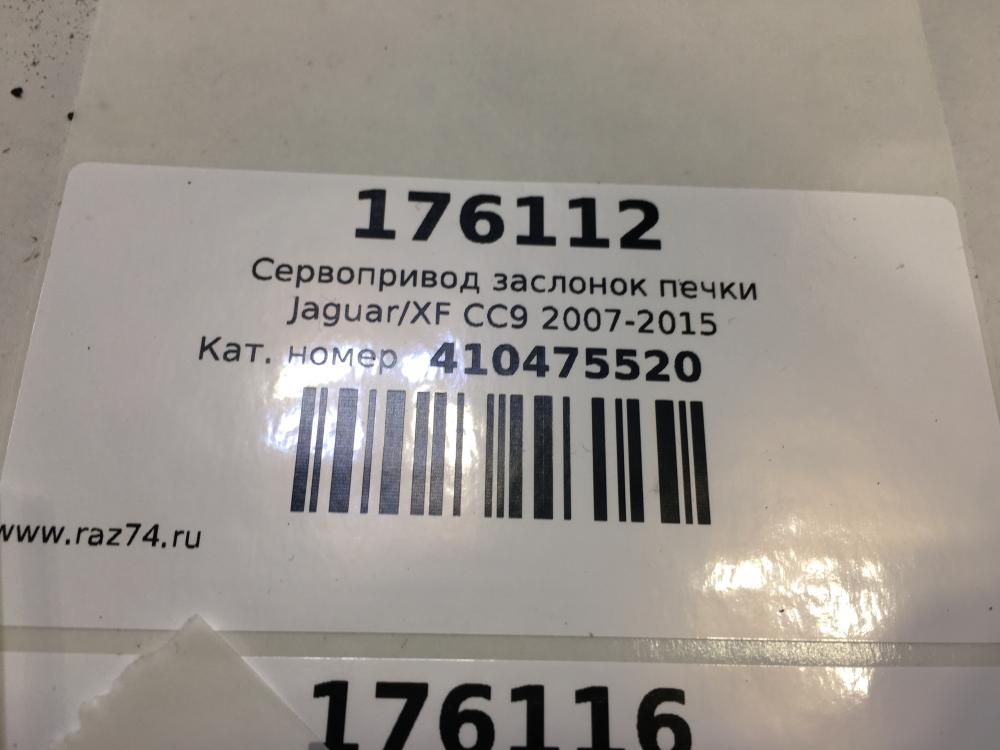 176112
Сервопривод заслонок печки
Jaguar/XF CC9 2007-2015
Кат. номер 410475520
www.raz74.ru
176116